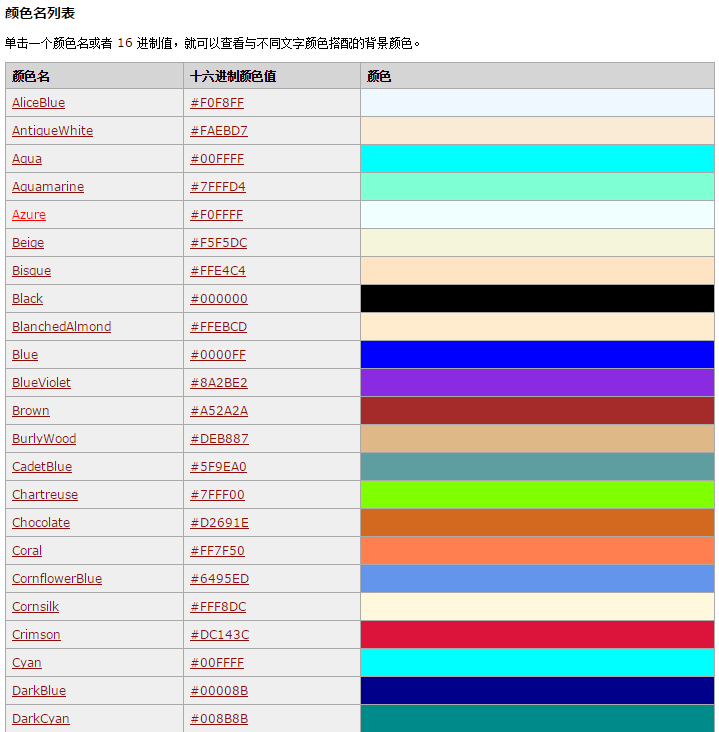 颜色名列表
单击一个颜色名或者 16 进制值，就可以查看与不同文字颜色搭配的背景颜色。
颜色名 十六进制颜色值 颜色
AliceBlue #F0F8FF
AntiqueWhite #FAEBD7
Aqua #00FFFF
Aquamarine #7FFFD4
Azure #F0FFFF
Beige #F5F5DC
Bisque #FFE4C4
Black #000000
BlanchedAlmond #FFEBCD
Blue #0000FF
BlueViolet #8A2BE2
Brown #A52A2A
BurlyWood #DEB887
CadetBlue #5F9EA0
Chartreuse #7FFF00
Chocolate #D2691E
Coral #FF7F50
CornflowerBlue #6495ED
Cornsilk #FFF8DC
Crimson #DC143C
Cyan #00FFFF
DarkBlue #00008B
DarkCyan #008B8B